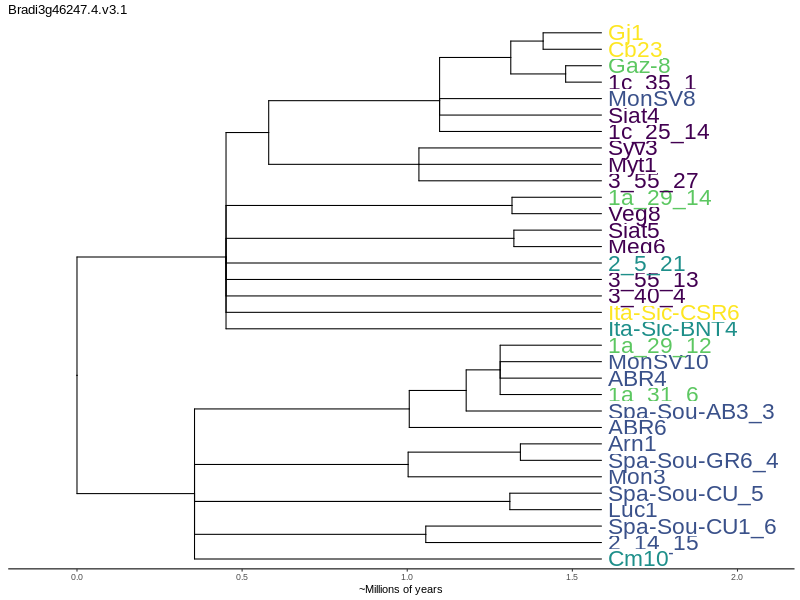 Bradi3g46247.4.v3.1
Gj1
Cb23
Gaz-8
1c_35_1
MonSV8
Siat4
1c_25_14
Syv3
Myt1
3_55_27
1a_29_14
Veg8
Siat5
Meg6
2_5_21
3_55_13
3_40_4
Ita-Sic-CSR6
Ita-Sic-BNT4
1a_29_12
MonSV10
ABR4
1a_31_6
Spa-Sou-AB3_3
ABR6
Arn1
Spa-Sou-GR6_4
Mon3
Spa-Sou-CU_5
Luc1
Spa-Sou-CU1_6
2_14_15
Cm10
0.0 0.5 1.0 1.5 2.0
~Millions of years